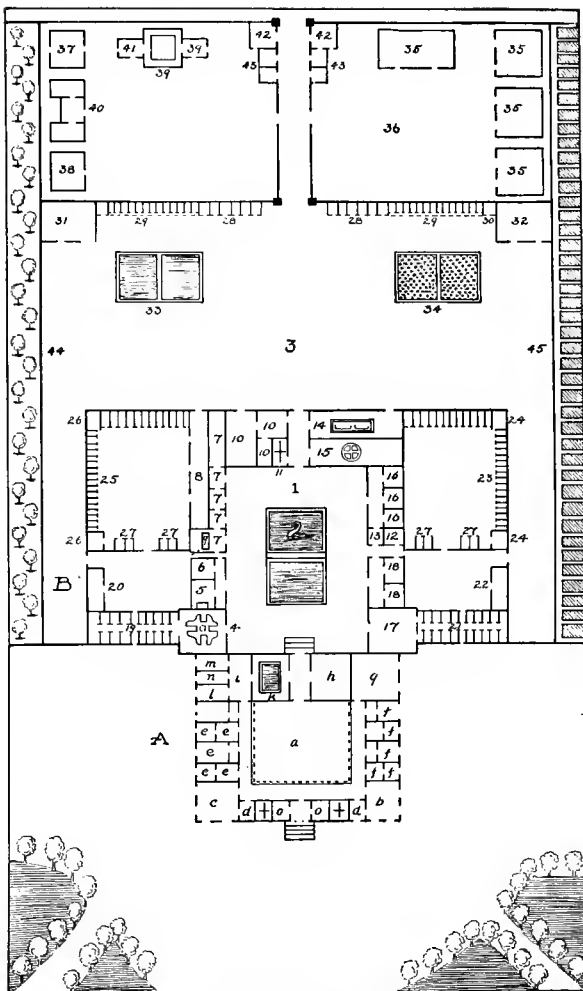 37 41 39 42 42 35 35
39 43 43
40 36 35
38 35
31 29 28 28 29 30 32
33 34
3
44 45
26 10 14 24
7 10 10
8 10 15
25 11 23
7 1 16
7 16
7 2 16
26 27 27 9 7 13 12 27 27 24
6 18
B 20 5 18 22
19 4 17 21
m
n i h g
l k
A t
e e a t
e t
e e t t
c d o o d b